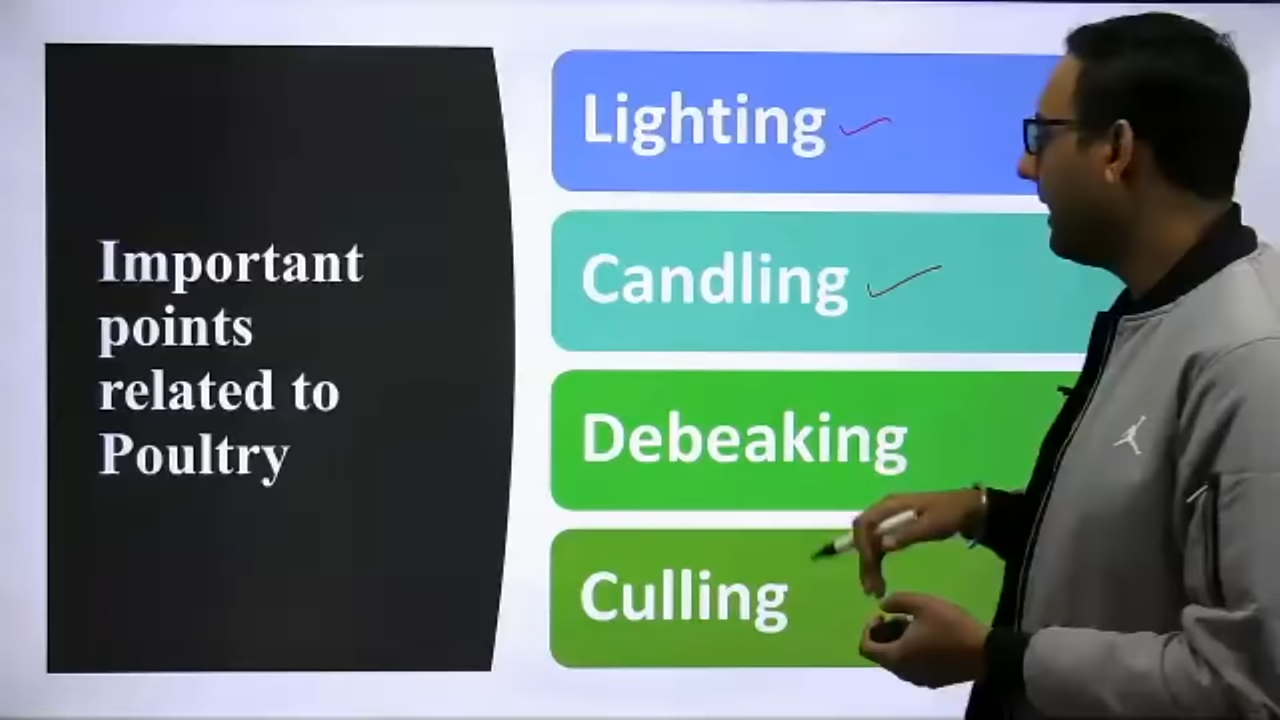 Important
points
related to
Poultry
Lighting
Candling
Debeaking
Culling